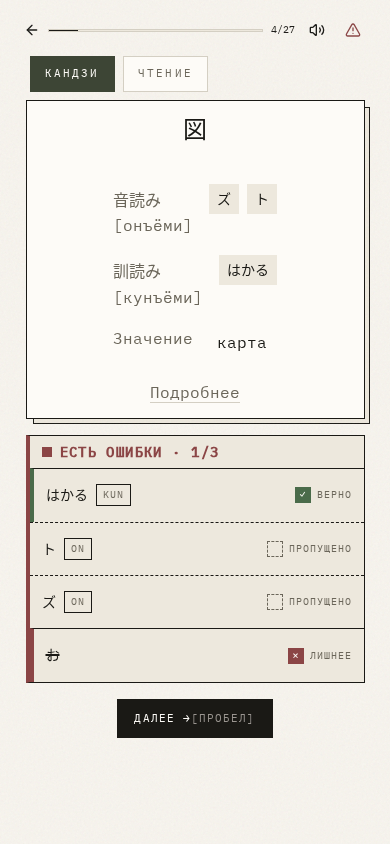 4/27
КАНДЗИ ЧТЕНИЕ
図
音読み ズ ト
[онъёми]
訓読み はかる
[кунъёми]
Значение карта
Подробнее
ЕСТЬ ОШИБКИ · 1/3
はかる KUN ВЕРНО
ト ON ПРОПУЩЕНО
ズ ON ПРОПУЩЕНО
お ЛИШНЕЕ
ДАЛЕЕ →[ПРОБЕЛ]